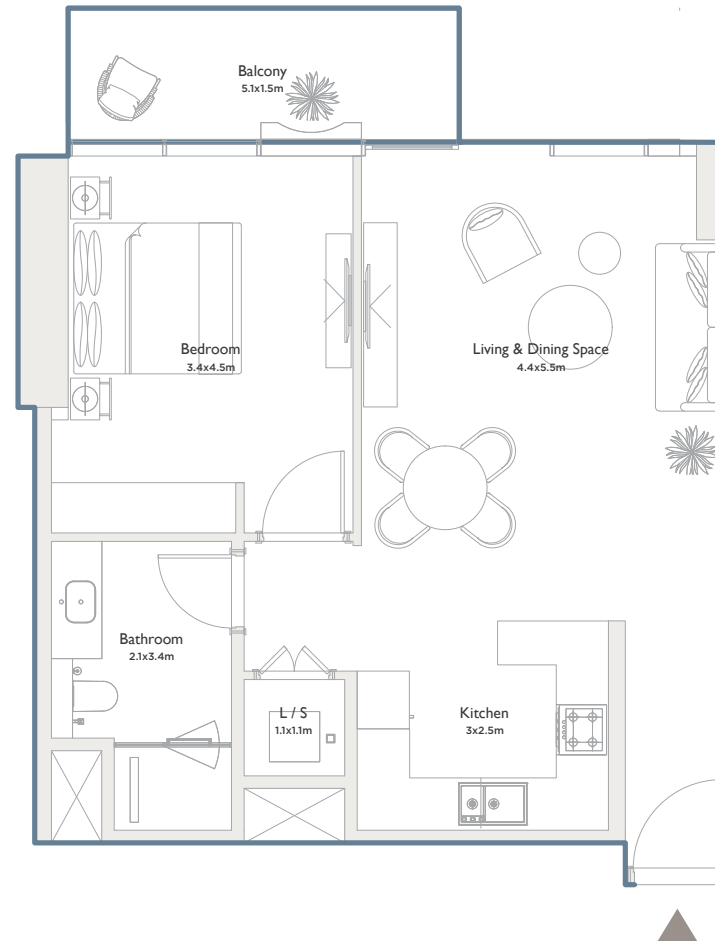 Balcony
5.1x1.5m
Bedroom
3.4x4.5m
Living & Dining Space
4.4x5.5m
Bathroom
2.1x3.4m
L / S
1.1x1.1m
Kitchen
3x2.5m